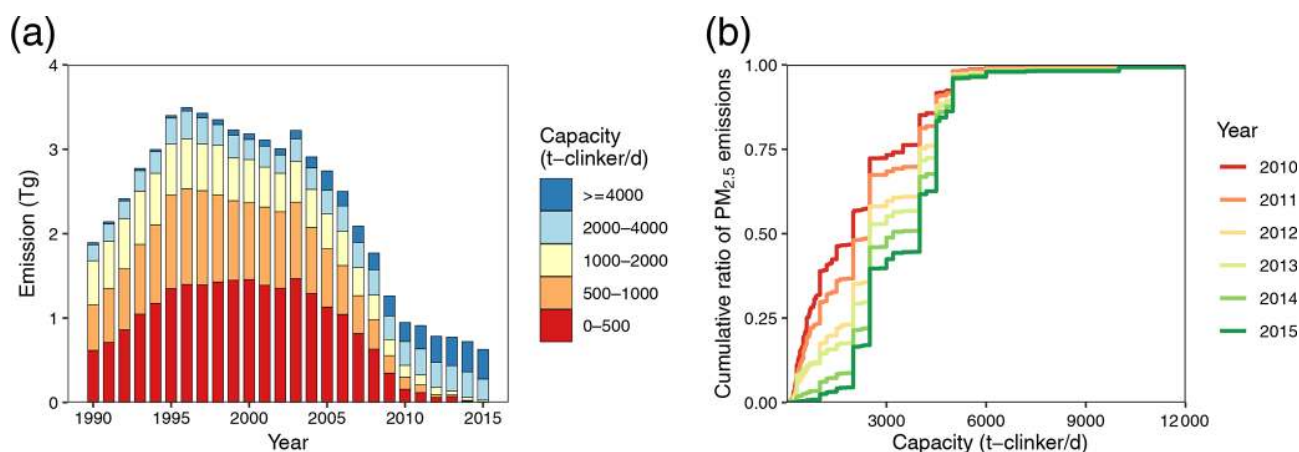 (a)
Emission (Tg)
4
3
2
1
0
1990 1995 2000 2005 2010 2015
Year
Capacity
(t−clinker/d)
>=4000
2000−4000
1000−2000
500−1000
0−500
(b)
Cumulative ratio of PM2.5 emissions
1.00
0.75
0.50
0.25
0.00
3000 6000 9000 12000
Capacity (t−clinker/d)
Year
2010
2011
2012
2013
2014
2015